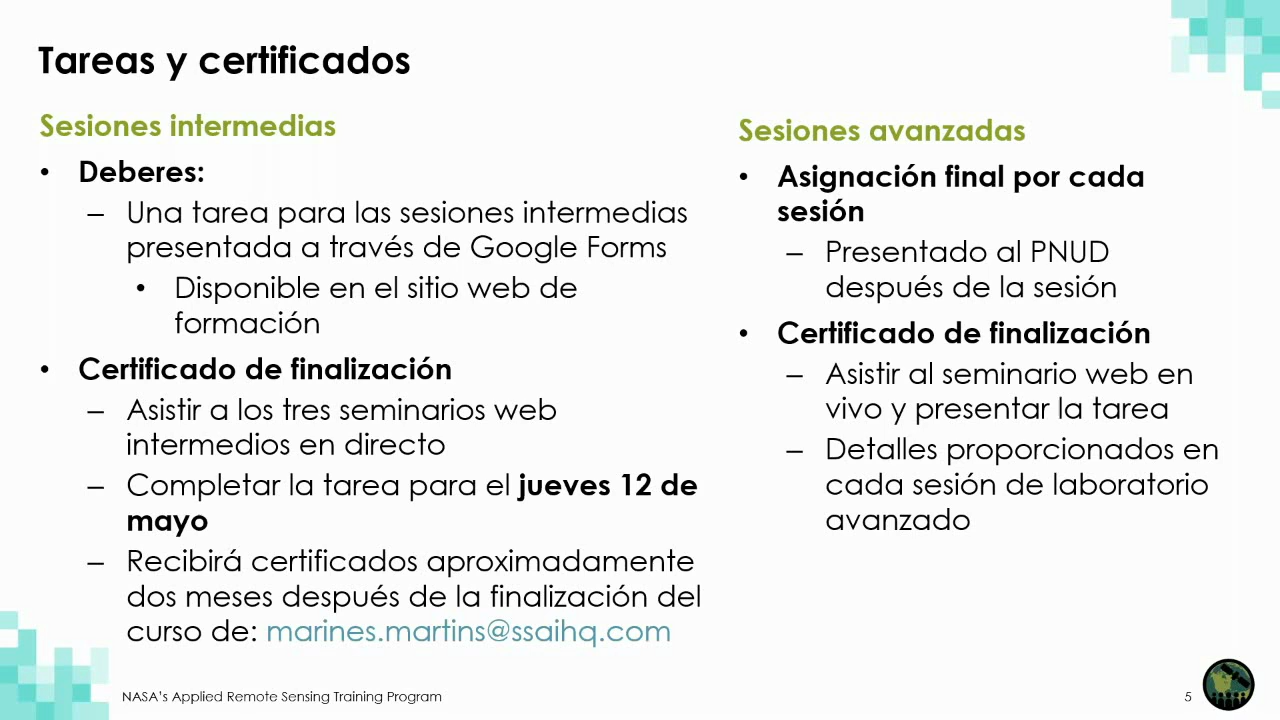 Tareas y certificados
Sesiones intermedias
• Deberes:
– Una tarea para las sesiones intermedias
presentada a través de Google Forms
• Disponible en el sitio web de
formación
• Certificado de finalización
– Asistir a los tres seminarios web
intermedios en directo
– Completar la tarea para el jueves 12 de
mayo
– Recibirá certificados aproximadamente
dos meses después de la finalización del
curso de: marines.martins@ssaihq.com
Sesiones avanzadas
• Asignación final por cada
sesión
– Presentado al PNUD
después de la sesión
• Certificado de finalización
– Asistir al seminario web en
vivo y presentar la tarea
– Detalles proporcionados en
cada sesión de laboratorio
avanzado
NASA's Applied Remote Sensing Training Program
5